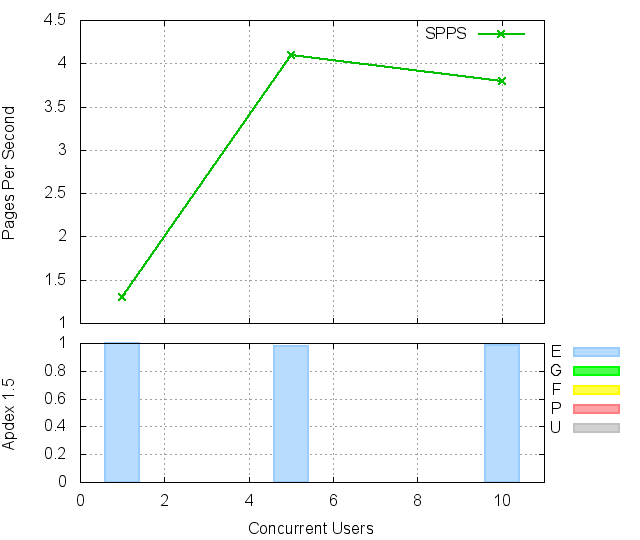 4.5
SPPS
4
3.5
3
2.5
2
1.5
1
Pages Per Second
1
0.8
0.6
0.4
0.2
0
Apdex 1.5
E
G
F
P
U
0 2 4 6 8 10
Concurrent Users